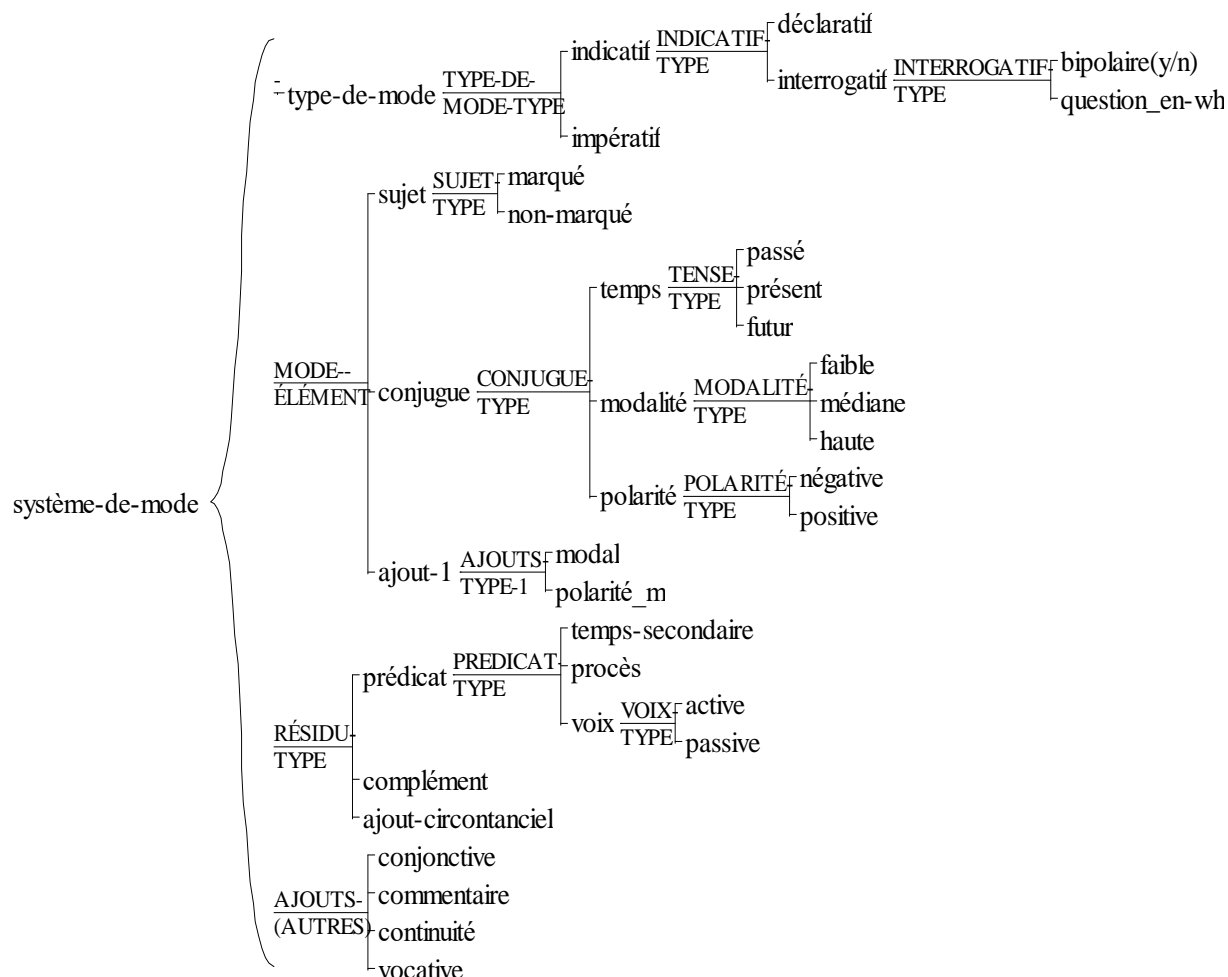 déclaratif
indicatif INDICATIF-
TYPE
interrogatif INTERROGATIF-
TYPE
bipolaire(y/n)
question_en-wh
type-de-mode TYPE-DE-
MODE-TYPE
impératif
sujet SUJET-
TYPE
marqué
non-marqué
passé
temps TENSE-
TYPE
présent
futur
MODE--
ÉLÉMENT
conjugue CONJUGUE-
TYPE
faible
modalité MODALITÉ-
TYPE
médiane
haute
polarité POLARITÉ-
TYPE
négative
positive
système-de-mode
ajout-1 AJOUTS-
TYPE-1
modal
polarité_m
temps-secondaire
prédicat PREDICAT-
TYPE
procès
voix VOIX-
TYPE
active
passive
RÉSIDU-
TYPE
complément
ajout-circontanciel
conjonctive
AJOUTS-
(AUTRES)
commentaire
continuité
vocative